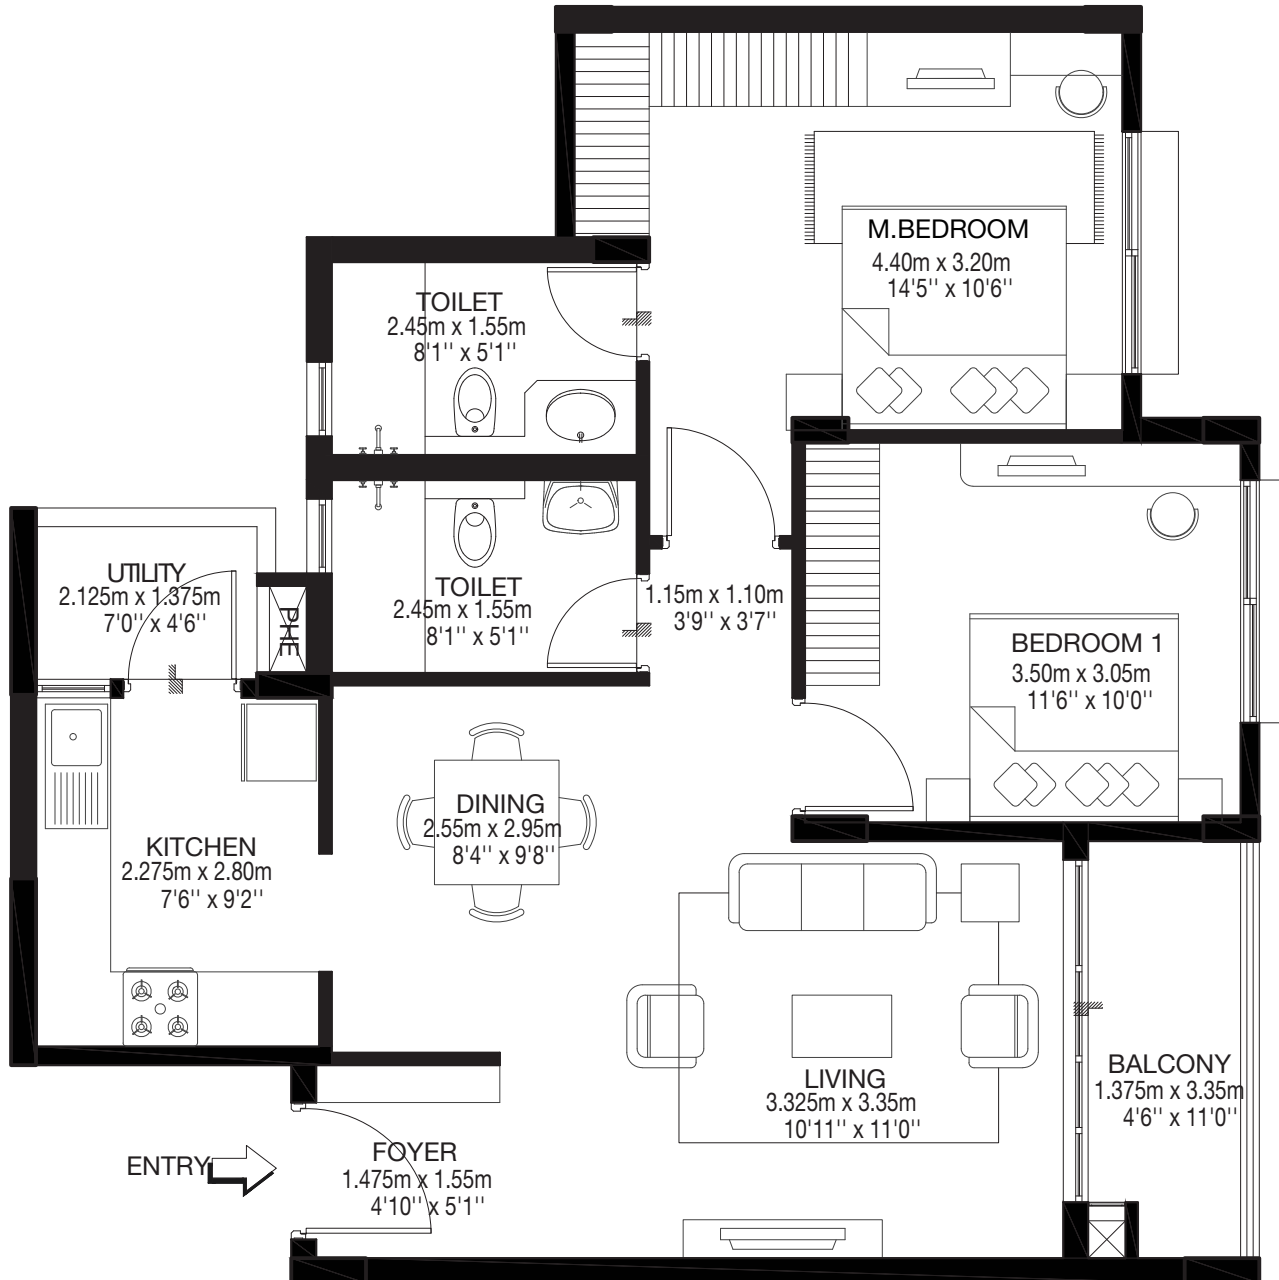 M.BEDROOM
4.40m x 3.20m
14'5'' x 10'6''
TOILET
2.45m x 1.55m
8'1'' x 5'1''
UTILITY
2.125m x 1.375m
7'0'' x 4'6''
PHE
TOILET
2.45m x 1.55m
8'1'' x 5'1''
1.15m x 1.10m
3'9'' x 3'7''
BEDROOM 1
3.50m x 3.05m
11'6'' x 10'0''
KITCHEN
2.275m x 2.80m
7'6'' x 9'2''
DINING
2.55m x 2.95m
8'4'' x 9'8''
LIVING
3.325m x 3.35m
10'11'' x 11'0''
BALCONY
1.375m x 3.35m
4'6'' x 11'0''
ENTRY
FOYER
1.475m x 1.55m
4'10'' x 5'1''